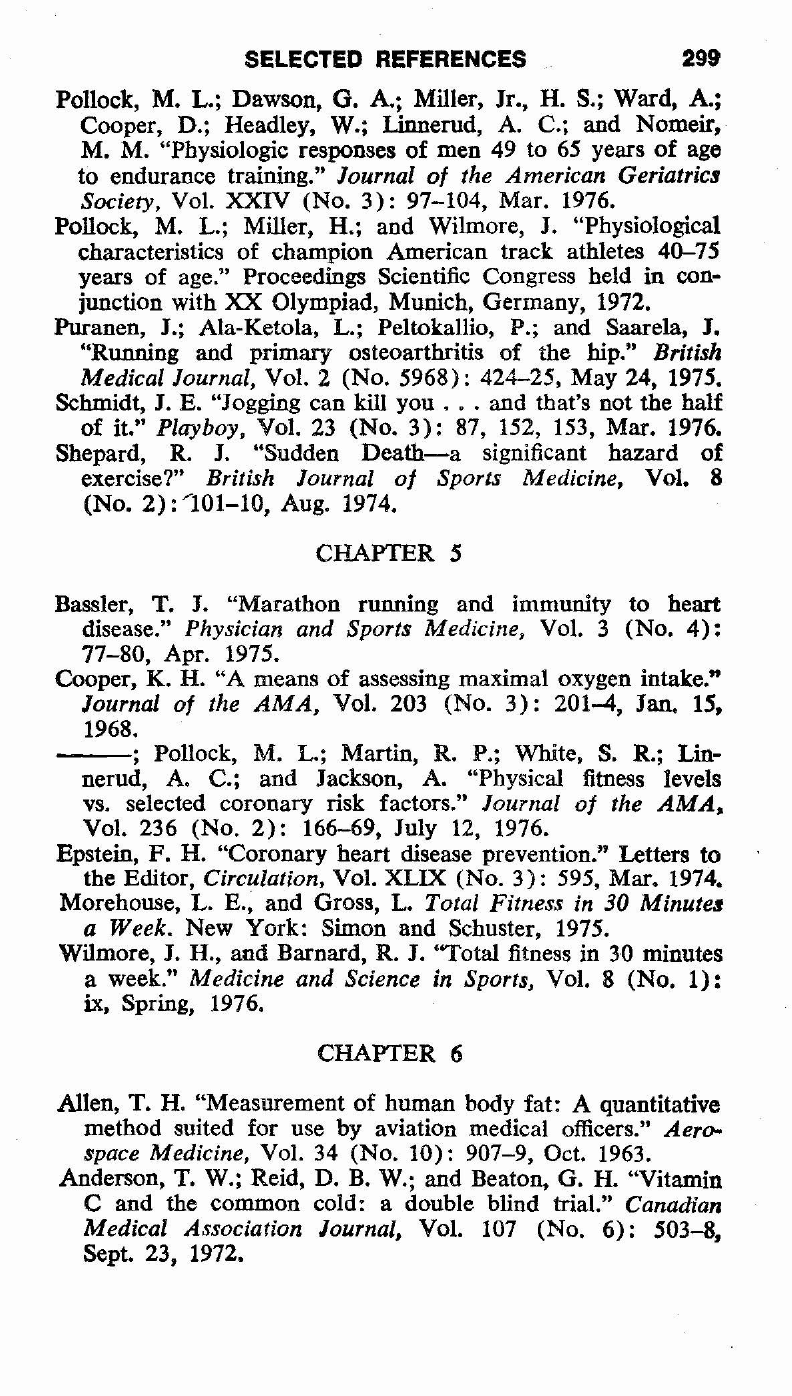 SELECTED REFERENCES 299
Pollock, M. L.; Dawson, G. A.; Miller, Jr., H. S.; Ward, A.;
Cooper, D.; Headley, W.; Linnerud, A. C.; and Nomeir,
M. M. “Physiologic responses of men 49 to 65 years of age
to endurance training.” Journal of the American Geriatrics
Society, Vol. XXIV (No. 3): 97–104, Mar. 1976.
Pollock, M. L.; Miller, H.; and Wilmore, J. “Physiological
characteristics of champion American track athletes 40–75
years of age.” Proceedings Scientific Congress held in con-
junction with XX Olympiad, Munich, Germany, 1972.
Puranen, J.; Ala-Ketola, L.; Peltokallio, P.; and Saarela, J.
“Running and primary osteoarthritis of the hip.” British
Medical Journal, Vol. 2 (No. 5968): 424–25, May 24, 1975.
Schmidt, J. E. “Jogging can kill you . . . and that’s not the half
of it.” Playboy, Vol. 23 (No. 3): 87, 152, 153, Mar. 1976.
Shepard, R. J. “Sudden Death—a significant hazard of
exercise?” British Journal of Sports Medicine, Vol. 8
(No. 2): 101–10, Aug. 1974.
CHAPTER 5
Bassler, T. J. “Marathon running and immunity to heart
disease.” Physician and Sports Medicine, Vol. 3 (No. 4):
77–80, Apr. 1975.
Cooper, K. H. “A means of assessing maximal oxygen intake.”
Journal of the AMA, Vol. 203 (No. 3): 201–4, Jan. 15,
1968.
———; Pollock, M. L.; Martin, R. P.; White, S. R.; Lin-
nerud, A. C.; and Jackson, A. “Physical fitness levels
vs. selected coronary risk factors.” Journal of the AMA,
Vol. 236 (No. 2): 166–69, July 12, 1976.
Epstein, F. H. “Coronary heart disease prevention.” Letters to
the Editor, Circulation, Vol. XLIX (No. 3): 595, Mar. 1974.
Morehouse, L. E., and Gross, L. Total Fitness in 30 Minutes
a Week. New York: Simon and Schuster, 1975.
Wilmore, J. H., and Barnard, R. J. “Total fitness in 30 minutes
a week.” Medicine and Science in Sports, Vol. 8 (No. 1):
ix, Spring, 1976.
CHAPTER 6
Allen, T. H. “Measurement of human body fat: A quantitative
method suited for use by aviation medical officers.” Aero-
space Medicine, Vol. 34 (No. 10): 907–9, Oct. 1963.
Anderson, T. W.; Reid, D. B. W.; and Beaton, G. H. “Vitamin
C and the common cold: a double blind trial.” Canadian
Medical Association Journal, Vol. 107 (No. 6): 503–8,
Sept. 23, 1972.